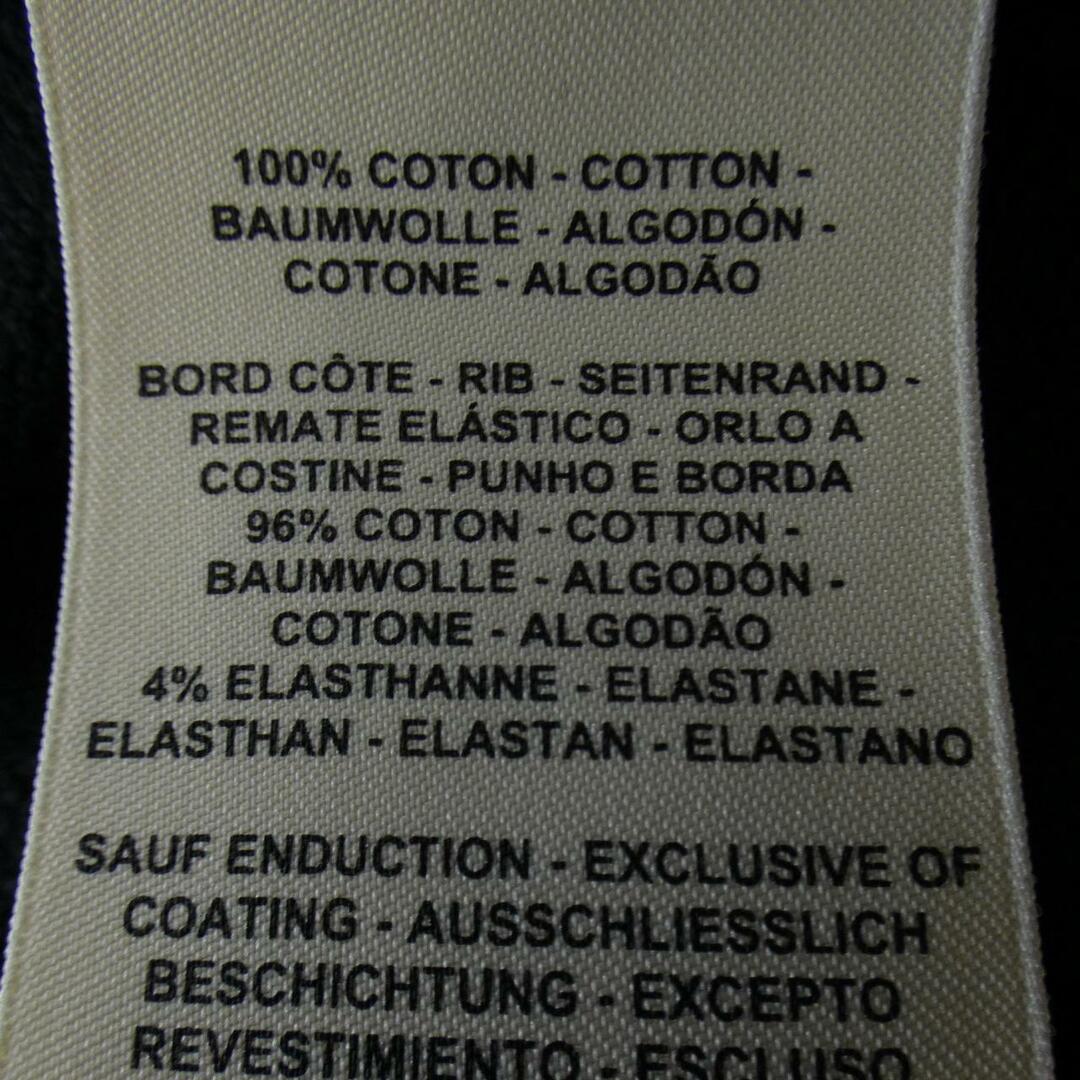 100% COTON - COTTON -
BAUMWOLLE - ALGODÓN -
COTONE - ALGODÃO
BORD CÔTE - RIB - SEITENRAND -
REMATE ELÁSTICO - ORLO A
COSTINE - PUNHO E BORDA
96% COTON - COTTON -
BAUMWOLLE - ALGODÓN -
COTONE - ALGODÃO
4% ELASTHANNE - ELASTANE -
ELASTHAN - ELASTAN - ELASTANO
SAUF ENDUCTION - EXCLUSIVE OF
COATING - AUSSCHLIESSLICH
BESCHICHTUNG - EXCEPTO
REVESTIMIENTO - ESCLUSO